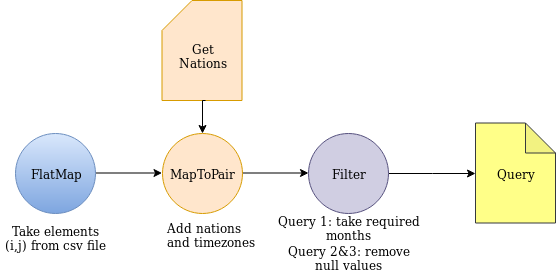 Get
Nations
FlatMap
MapToPair
Filter
Query
Take elements
(i,j) from csv file
Add nations
and timezones
Query 1: take required
months
Query 2&3: remove
null values